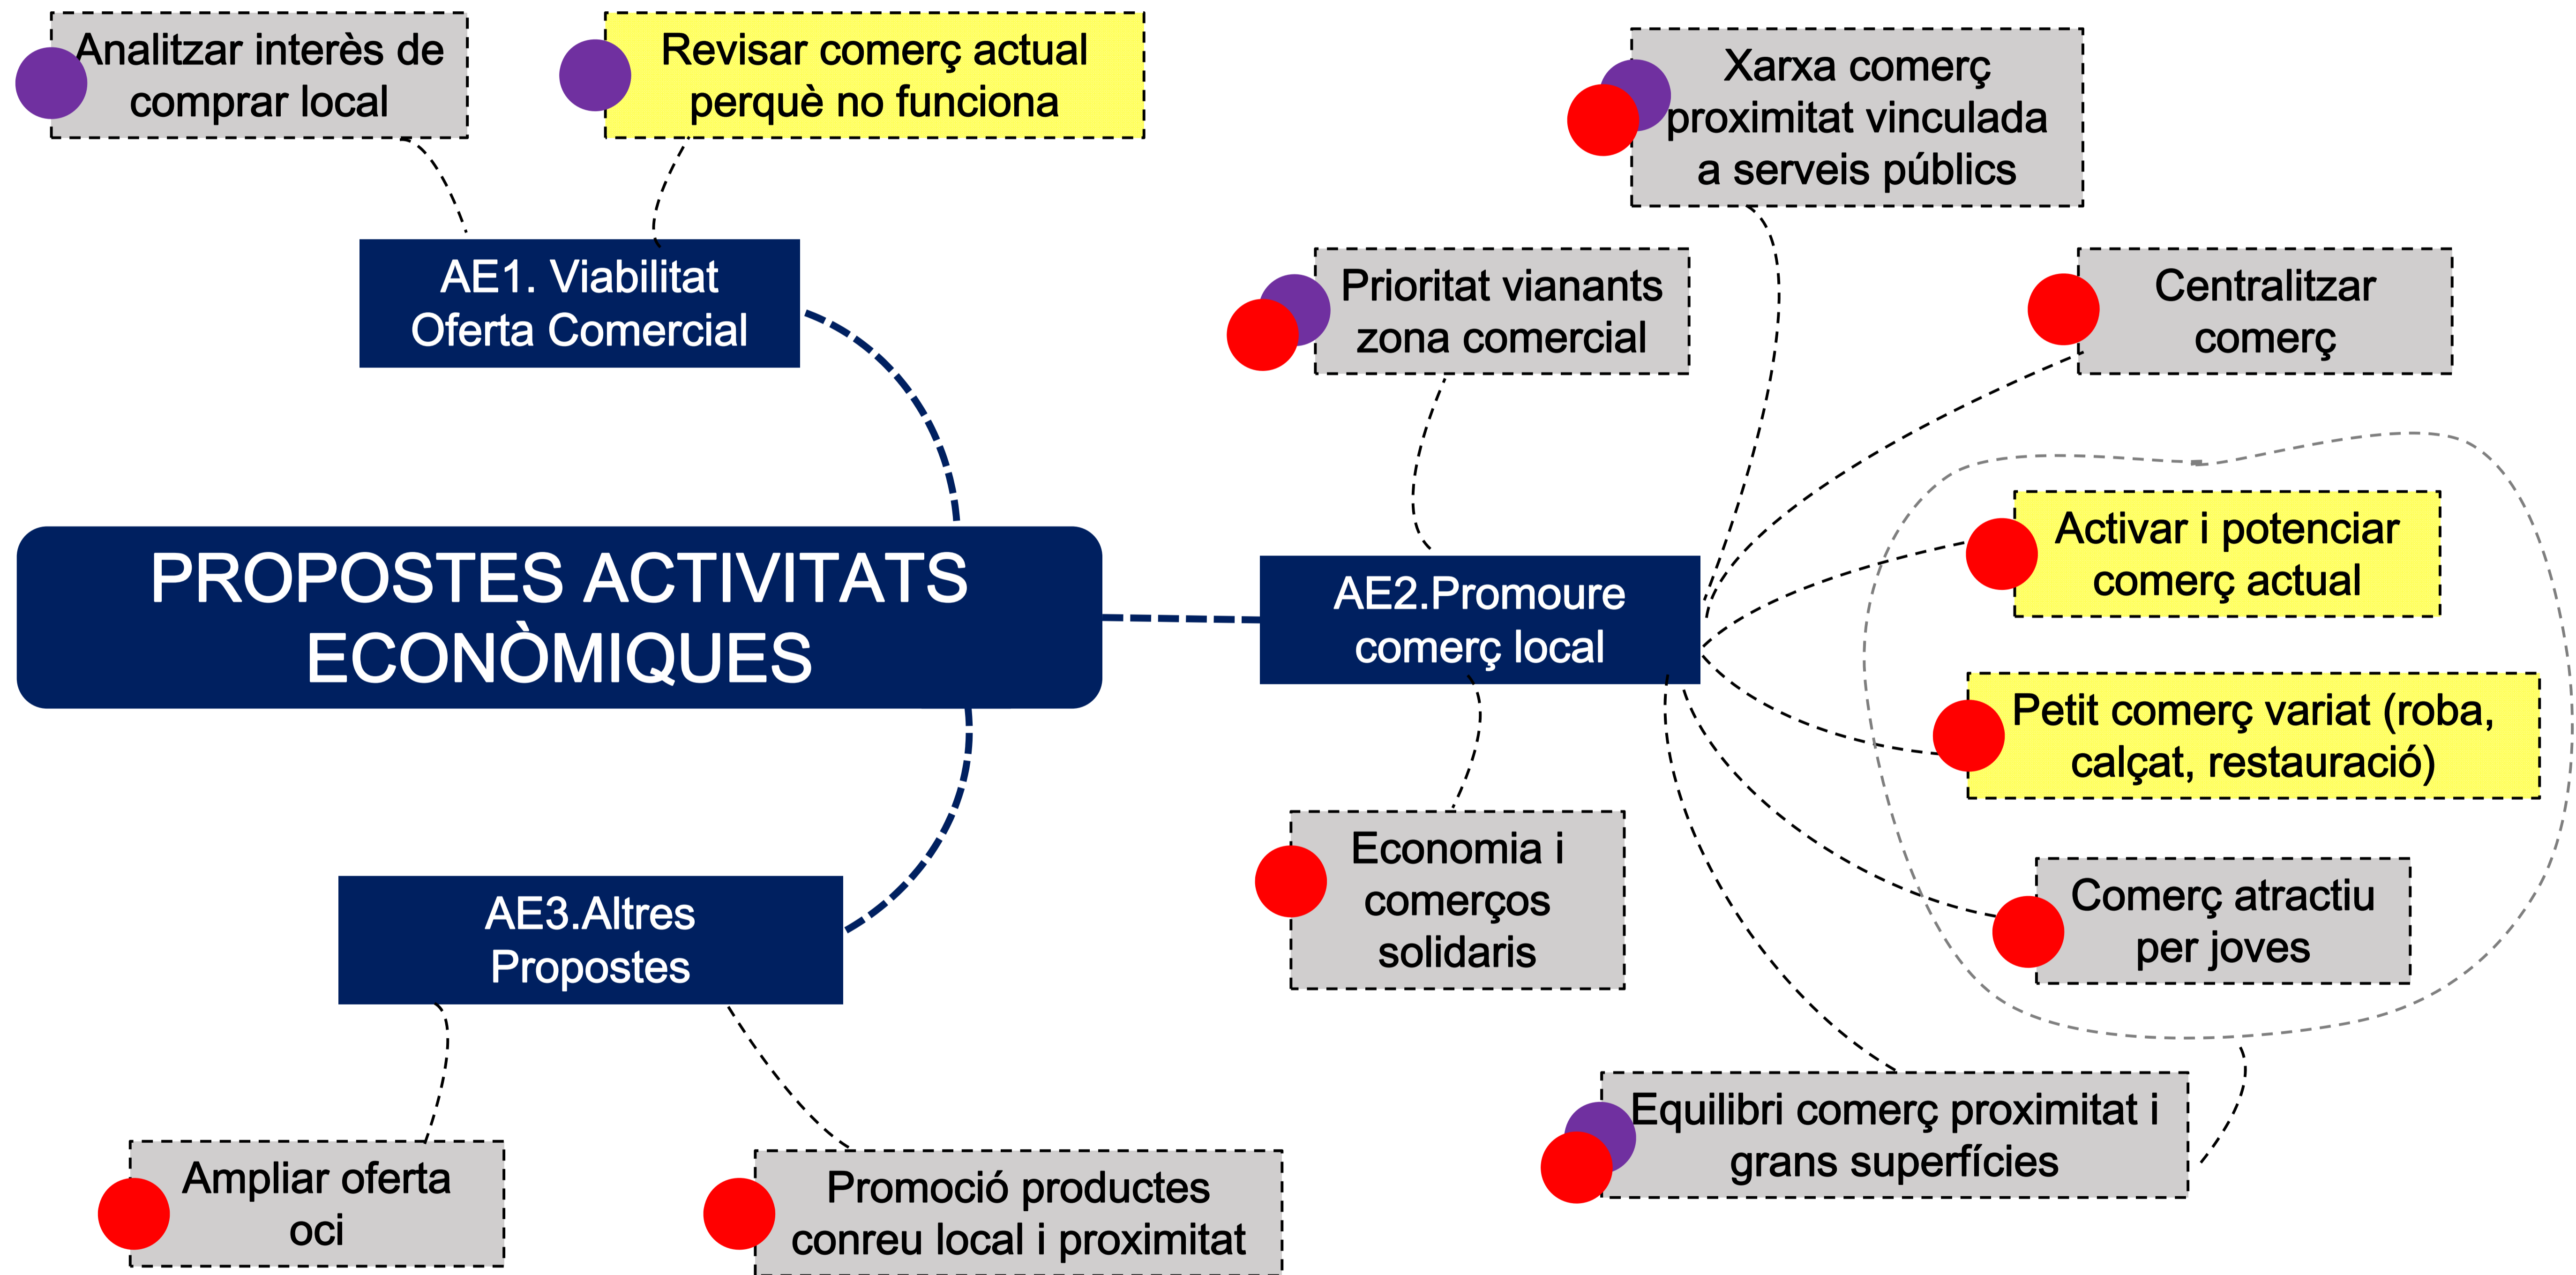 Analitzar interès de
comprar local
Revisar comerç actual
perquè no funciona
AE1. Viabilitat
Oferta Comercial
PROPOSTES ACTIVITATS
ECONÒMIQUES
AE3.Altres
Propostes
Ampliar oferta
oci
Promoció productes
conreu local i proximitat
Xarxa comerç
proximitat vinculada
a serveis públics
Prioritat vianants
zona comercial
Centralitzar
comerç
AE2.Promoure
comerç local
Activar i potenciar
comerç actual
Petit comerç variat (roba,
calçat, restauració)
Economia i
comerços
solidaris
Comerç atractiu
per joves
Equilibri comerç proximitat i
grans superfícies